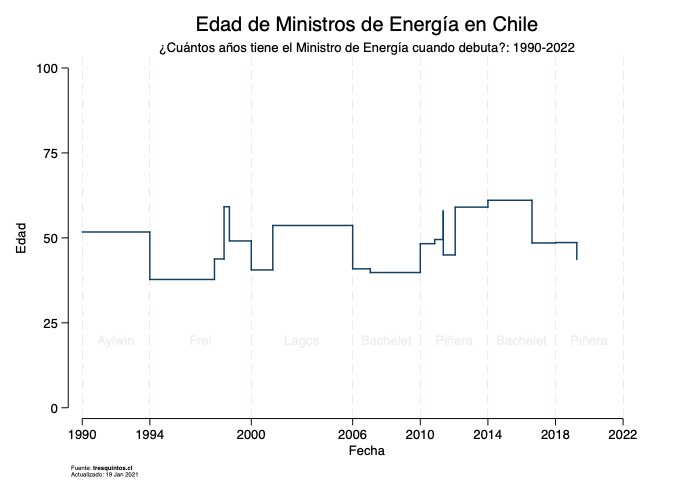 Edad de Ministros de Energía en Chile
¿Cuántos años tiene el Ministro de Energía cuando debuta?: 1990-2022
100
75
50
25
0
Edad
Aylwin Frei Lagos Bachelet Piñera Bachelet Piñera
1990 1994 2000 2006 2010 2014 2018 2022
Fecha
Fuente: tresquintos.cl
Actualizado: 19 Jan 2021